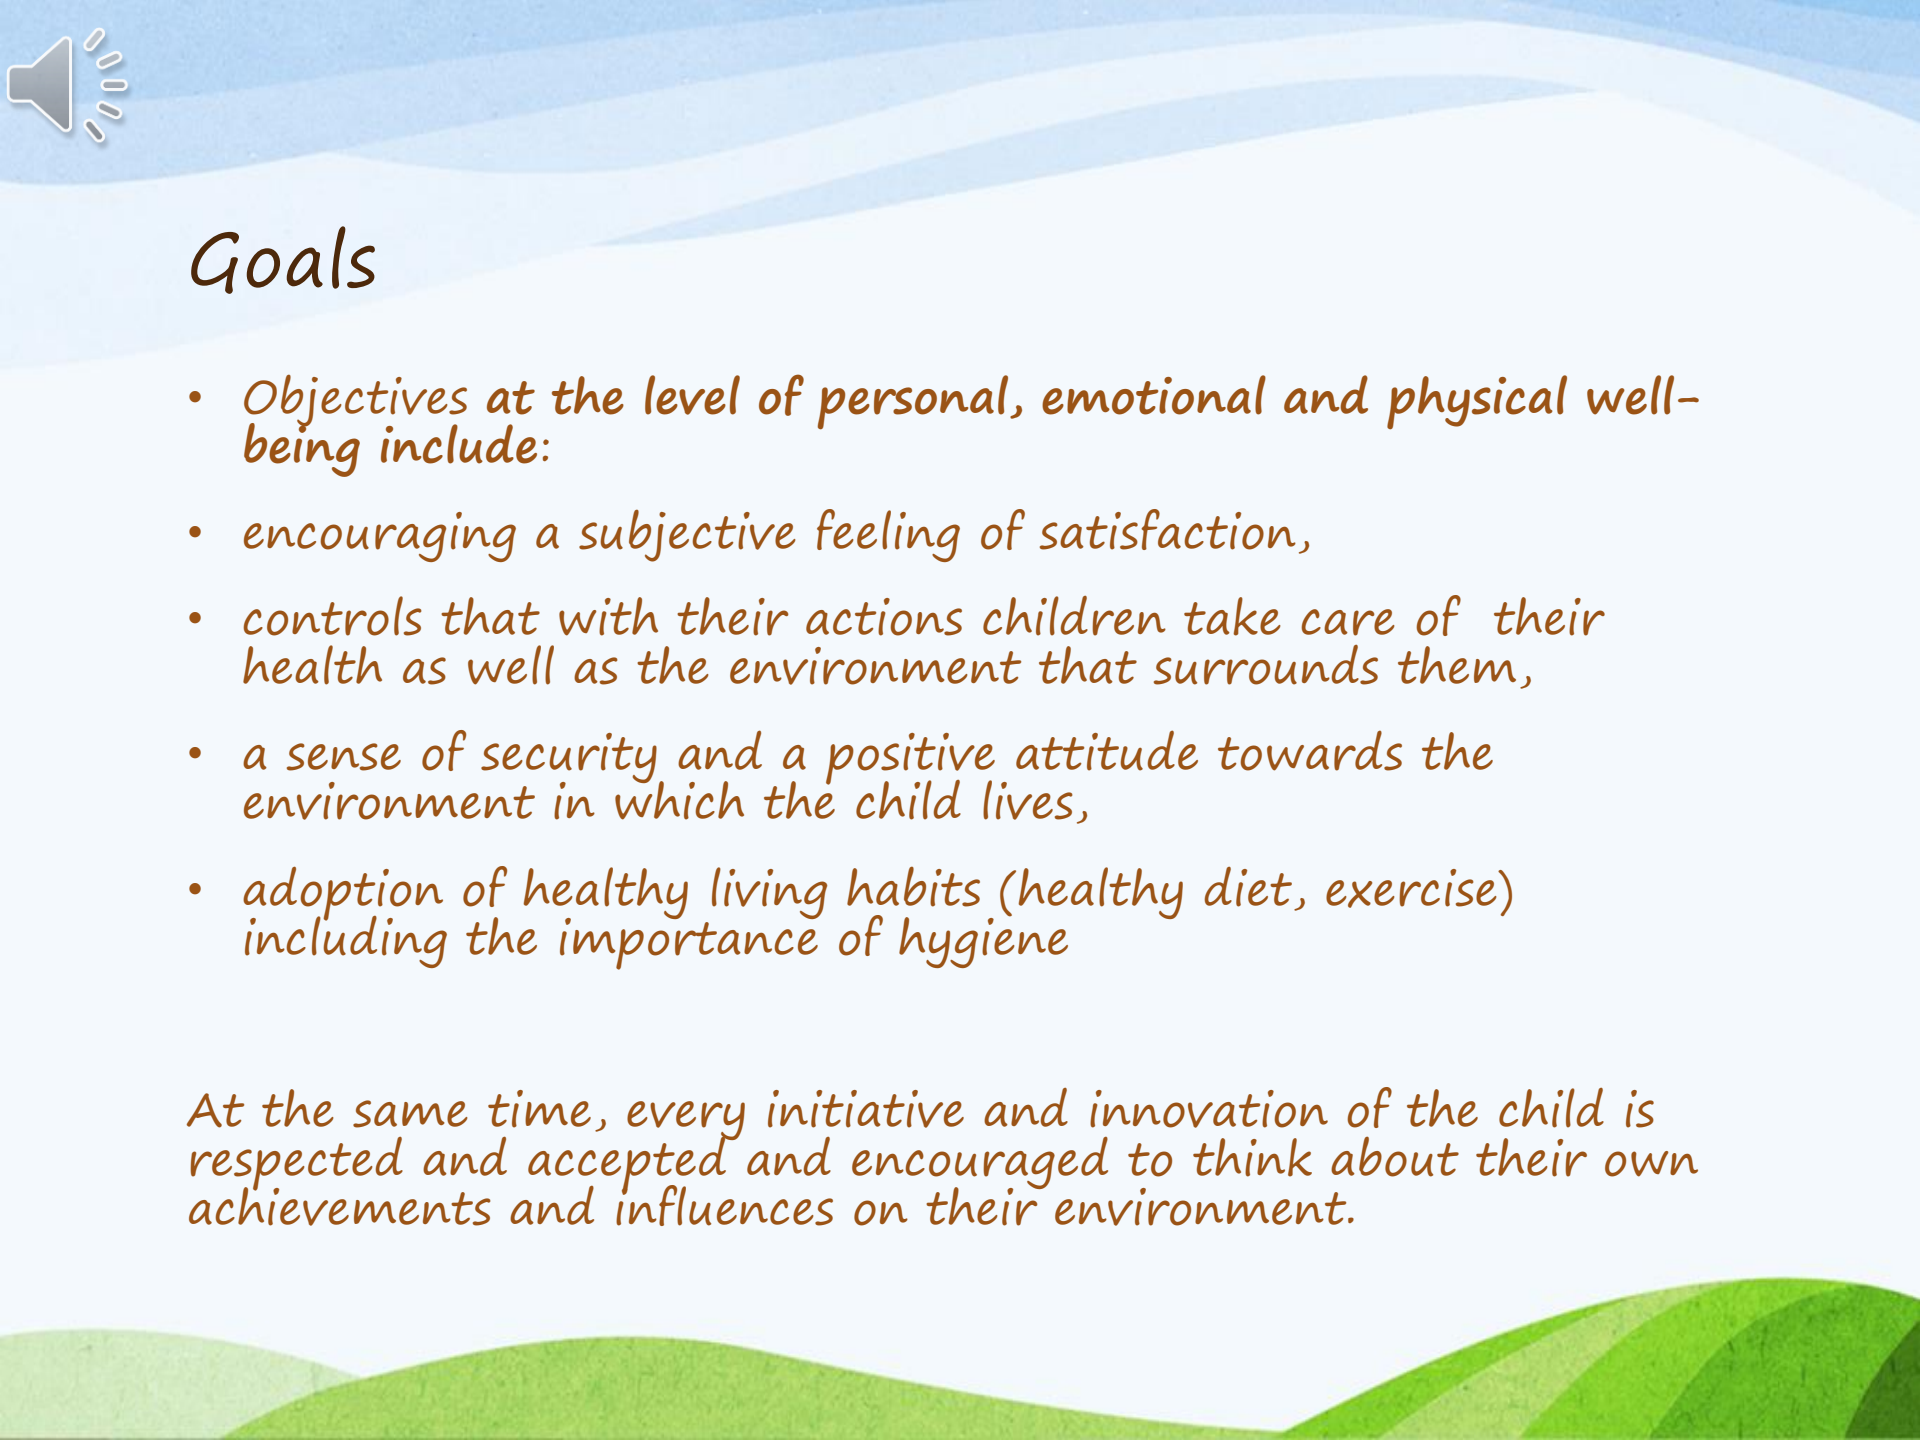 Goals
• Objectives at the level of personal, emotional and physical well-
being include:
• encouraging a subjective feeling of satisfaction,
• controls that with their actions children take care of  their
health as well as the environment that surrounds them,
• a sense of security and a positive attitude towards the
environment in which the child lives,
• adoption of healthy living habits (healthy diet, exercise)
including the importance of hygiene
At the same time, every initiative and innovation of the child is
respected and accepted and encouraged to think about their own
achievements and influences on their environment.